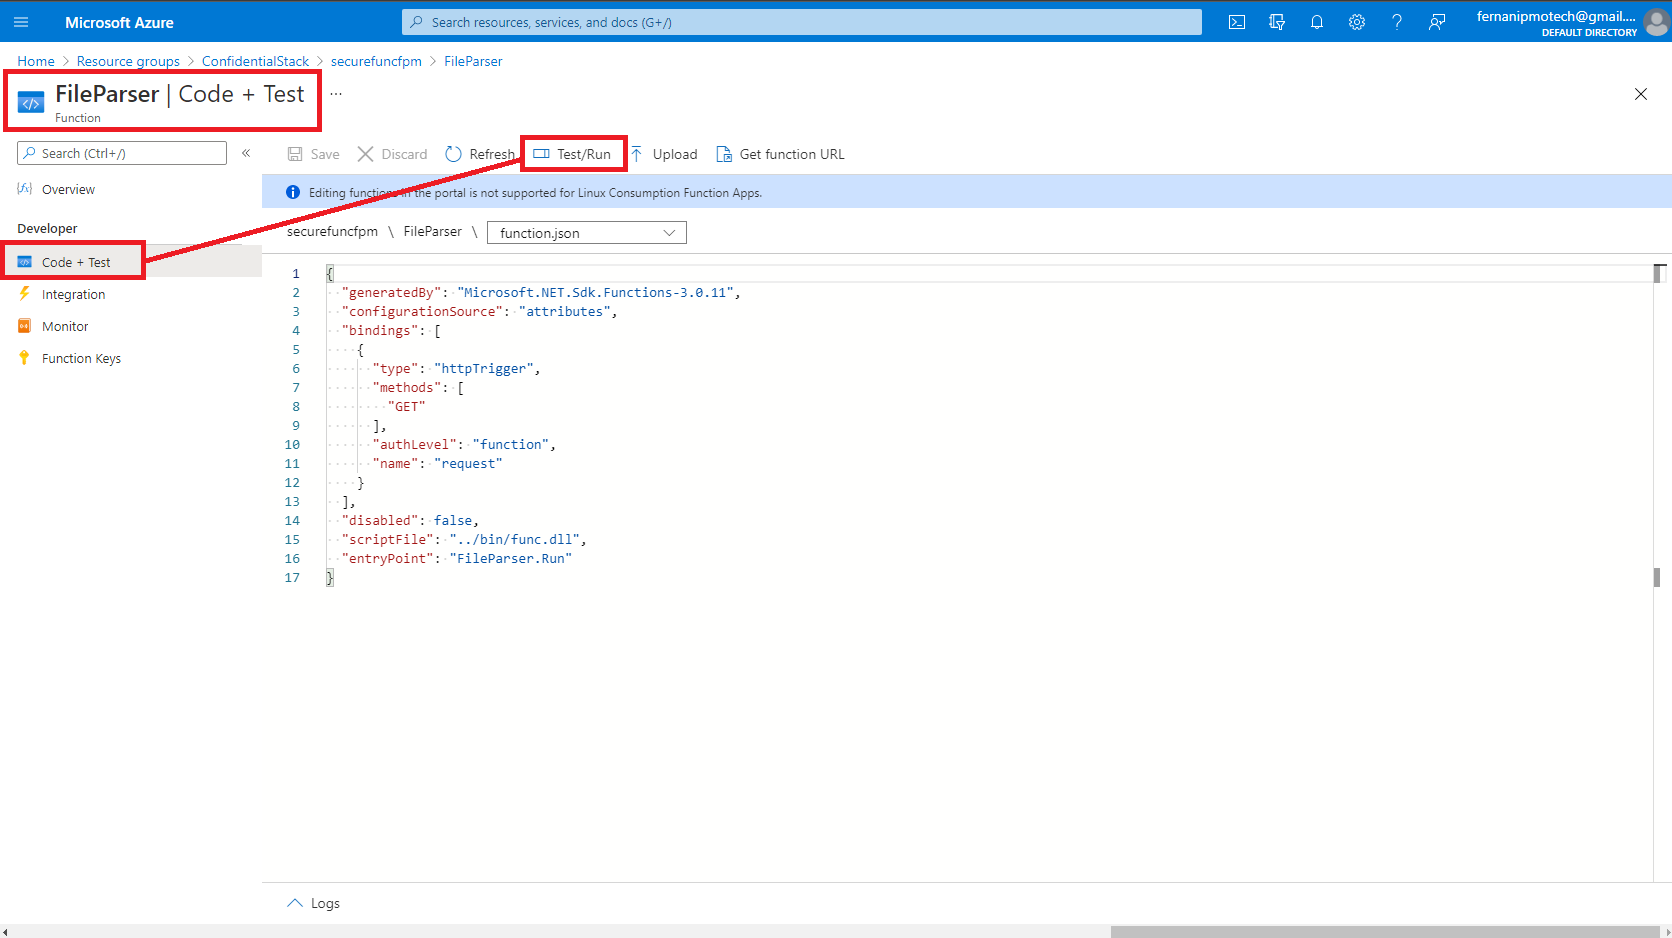 Microsoft Azure
Search resources, services, and docs (G+/)
fernanipmotech@gmail....
DEFAULT DIRECTORY
Home > Resource groups > ConfidentialStack > securefuncfpm > FileParser
FileParser | Code + Test ...
Function
Search (Ctrl+/)
«
Save
Discard
Refresh
Test/Run
Upload
Get function URL
Overview
Editing functions in the portal is not supported for Linux Consumption Function Apps.
Developer
securefuncfpm \ FileParser \ function.json
Code + Test
Integration
Monitor
Function Keys
1 {
2 "generatedBy": "Microsoft.NET.Sdk.Functions-3.0.11",
3 "configurationSource": "attributes",
4 "bindings": [
5 {
6 "type": "httpTrigger",
7 "methods": [
8 "GET"
9 ],
10 "authLevel": "function",
11 "name": "request"
12 }
13 ],
14 "disabled": false,
15 "scriptFile": "../bin/func.dll",
16 "entryPoint": "FileParser.Run"
17 }
Logs